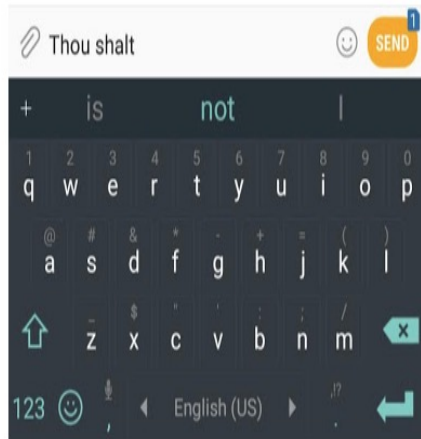 Thou shalt SEND 1
+ is not I
1 2 3 4 5 6 7 8 9 0
q w e r t y u i o p
@ # & * - + = ( )
a s d f g h j k l
_ $ " ' : ; /
z x c v b n m
123 , English (US) ,!? .